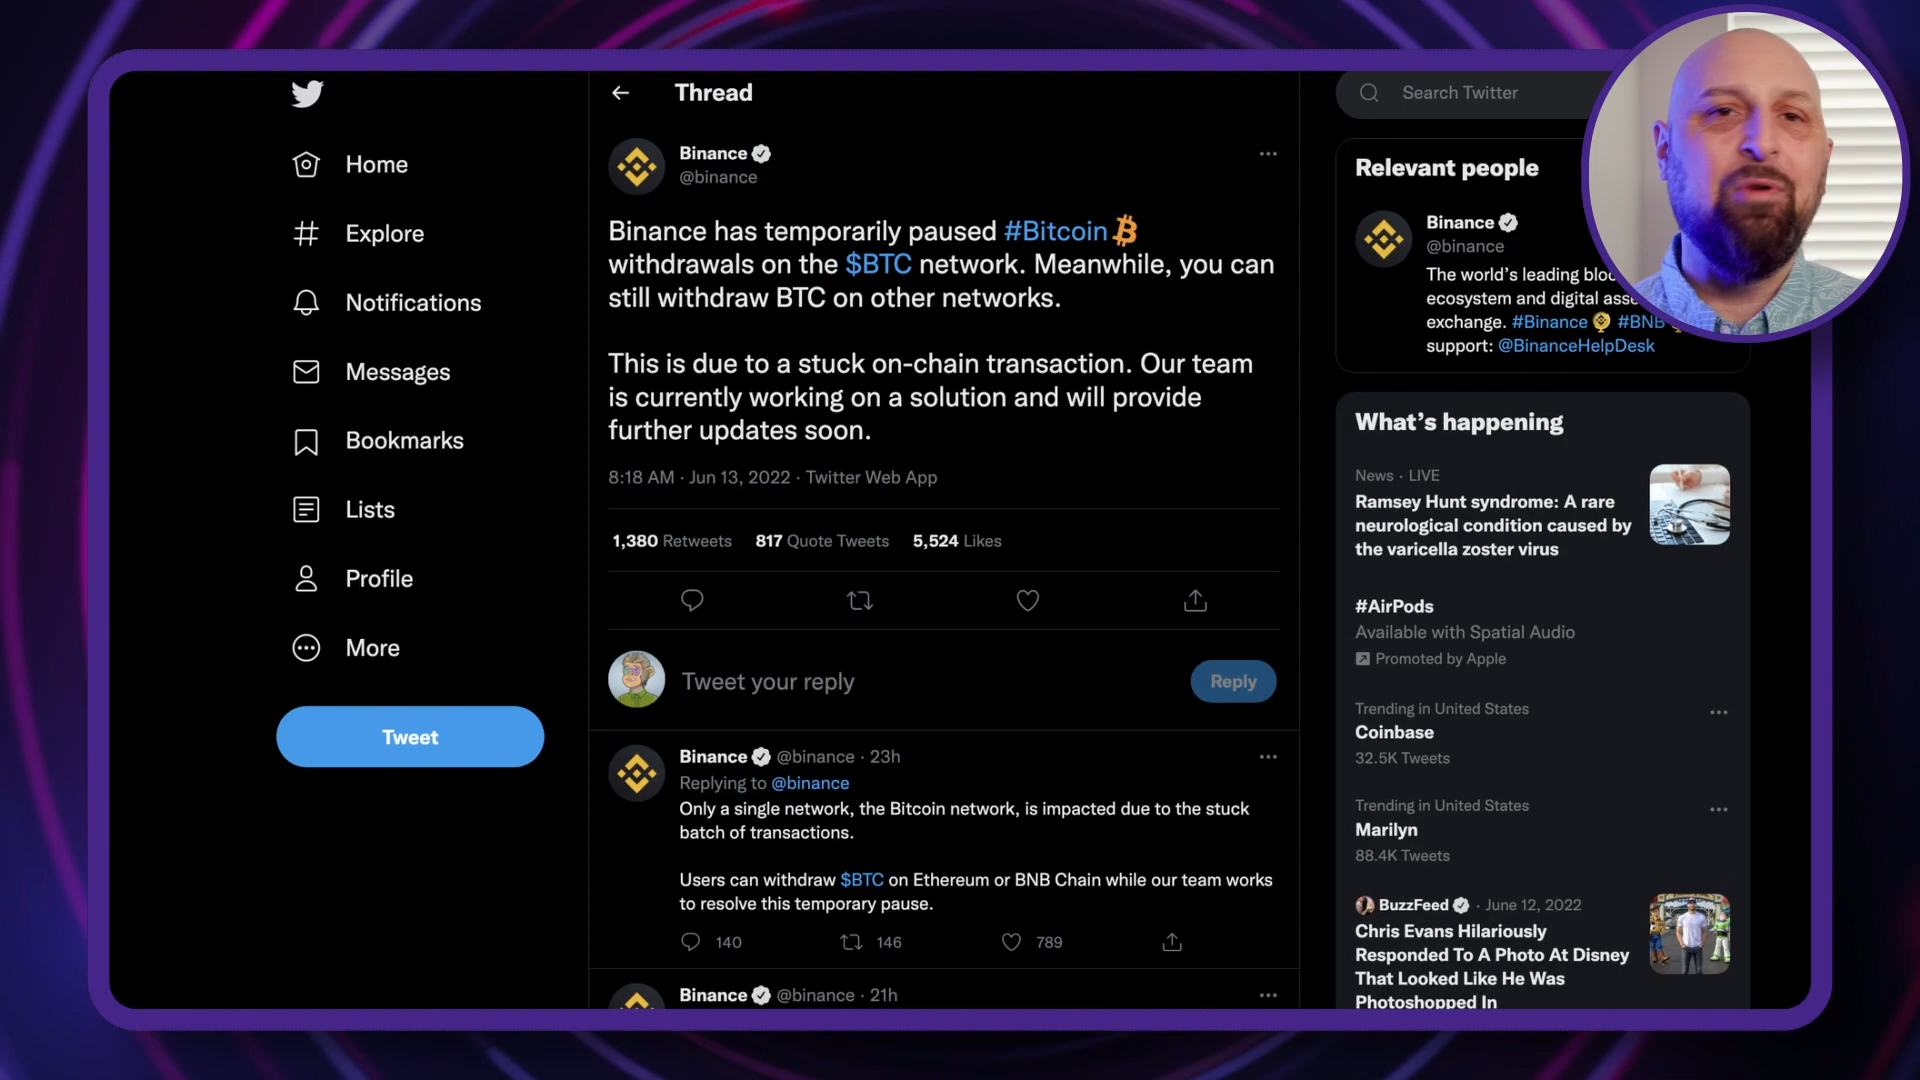 Home
Explore
Notifications
Messages
Bookmarks
Lists
Profile
More
Tweet
Thread
Binance
@binance
Binance has temporarily paused #Bitcoin
withdrawals on the $BTC network. Meanwhile, you can
still withdraw BTC on other networks.
This is due to a stuck on-chain transaction. Our team
is currently working on a solution and will provide
further updates soon.
8:18 AM · Jun 13, 2022 · Twitter Web App
1,380 Retweets 817 Quote Tweets 5,524 Likes
Tweet your reply
Reply
Binance @binance · 23h
Replying to @binance
Only a single network, the Bitcoin network, is impacted due to the stuck
batch of transactions.
Users can withdraw $BTC on Ethereum or BNB Chain while our team works
to resolve this temporary pause.
140 146 789
Binance @binance · 21h
Search Twitter
Relevant people
Binance
@binance
The world's leading
ecosystem and digital
exchange. #Binance #BNB
support: @BinanceHelpDesk
What's happening
News · LIVE
Ramsey Hunt syndrome: A rare
neurological condition caused by
the varicella zoster virus
#AirPods
Available with Spatial Audio
Promoted by Apple
Trending in United States
Coinbase
32.5K Tweets
Trending in United States
Marilyn
88.4K Tweets
BuzzFeed · June 12, 2022
Chris Evans Hilariously
Responded To A Photo At Disney
That Looked Like He Was
Photoshopped In